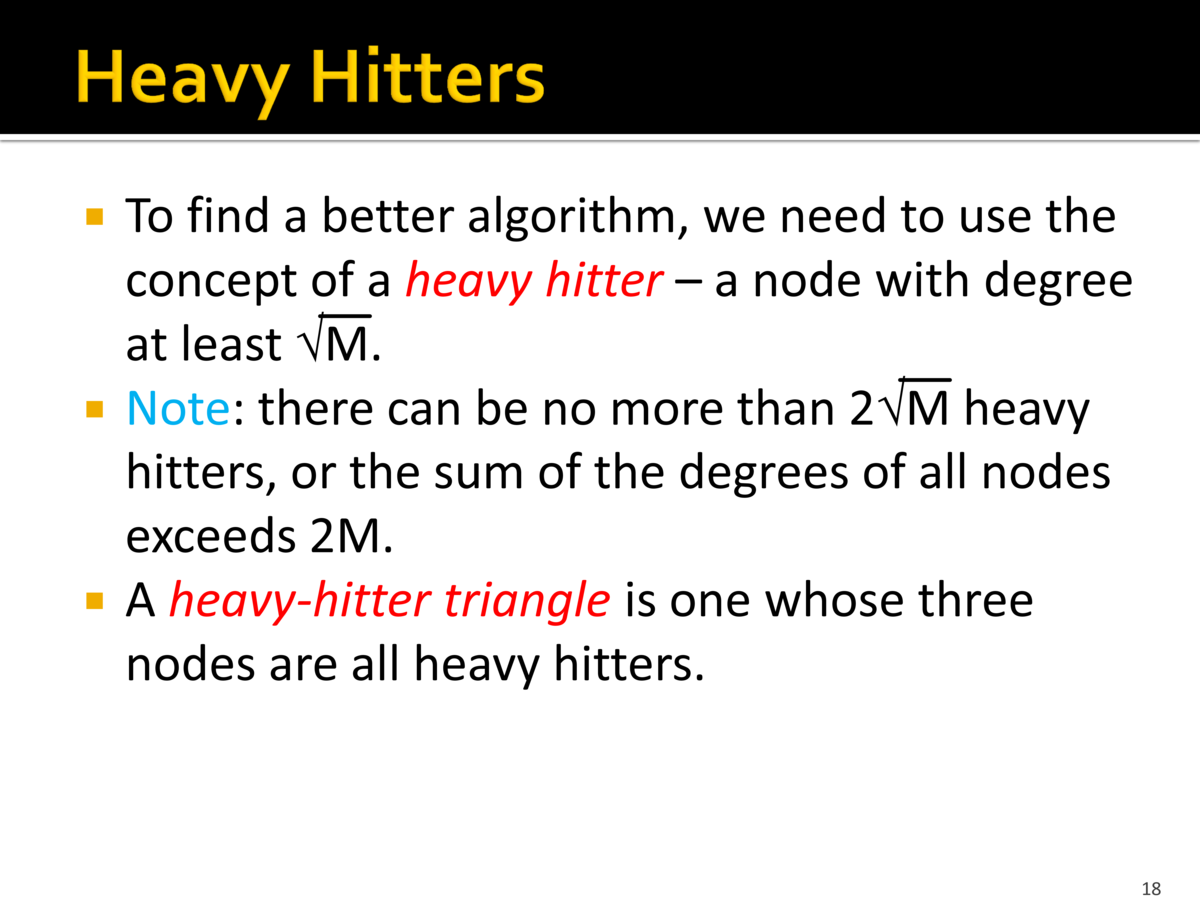 Heavy Hitters
▪ To find a better algorithm, we need to use the
concept of a heavy hitter – a node with degree
at least √M.
▪ Note: there can be no more than 2√M heavy
hitters, or the sum of the degrees of all nodes
exceeds 2M.
▪ A heavy-hitter triangle is one whose three
nodes are all heavy hitters.
18